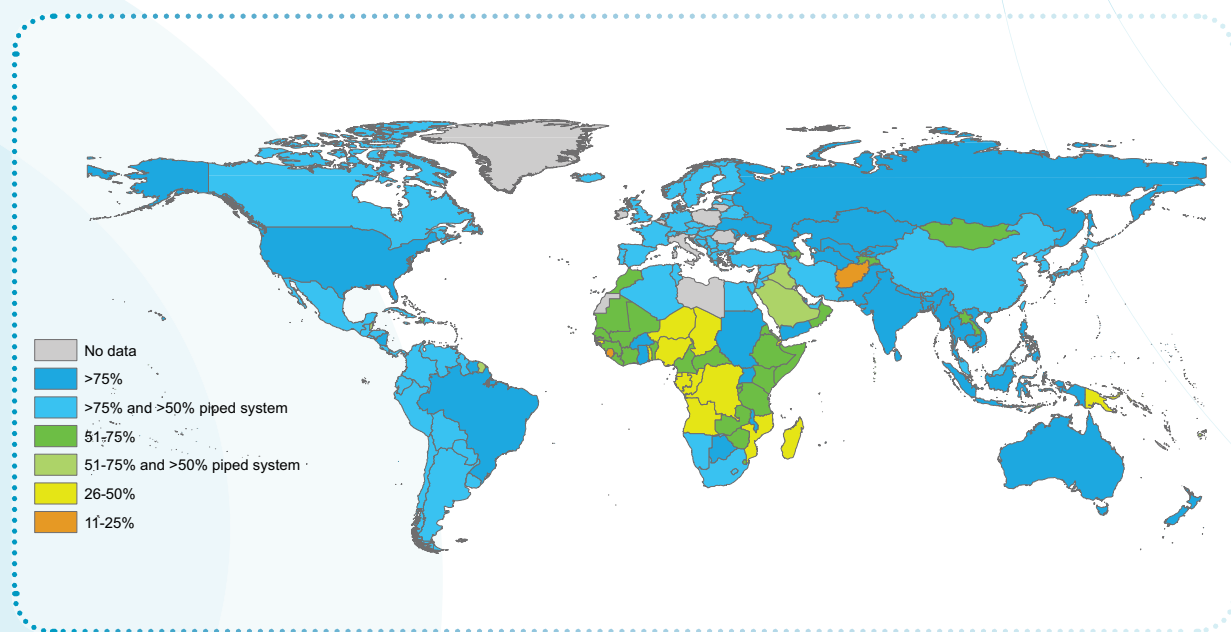 No data
>75%
>75% and >50% piped system
51-75%
51-75% and >50% piped system
26-50%
11-25%